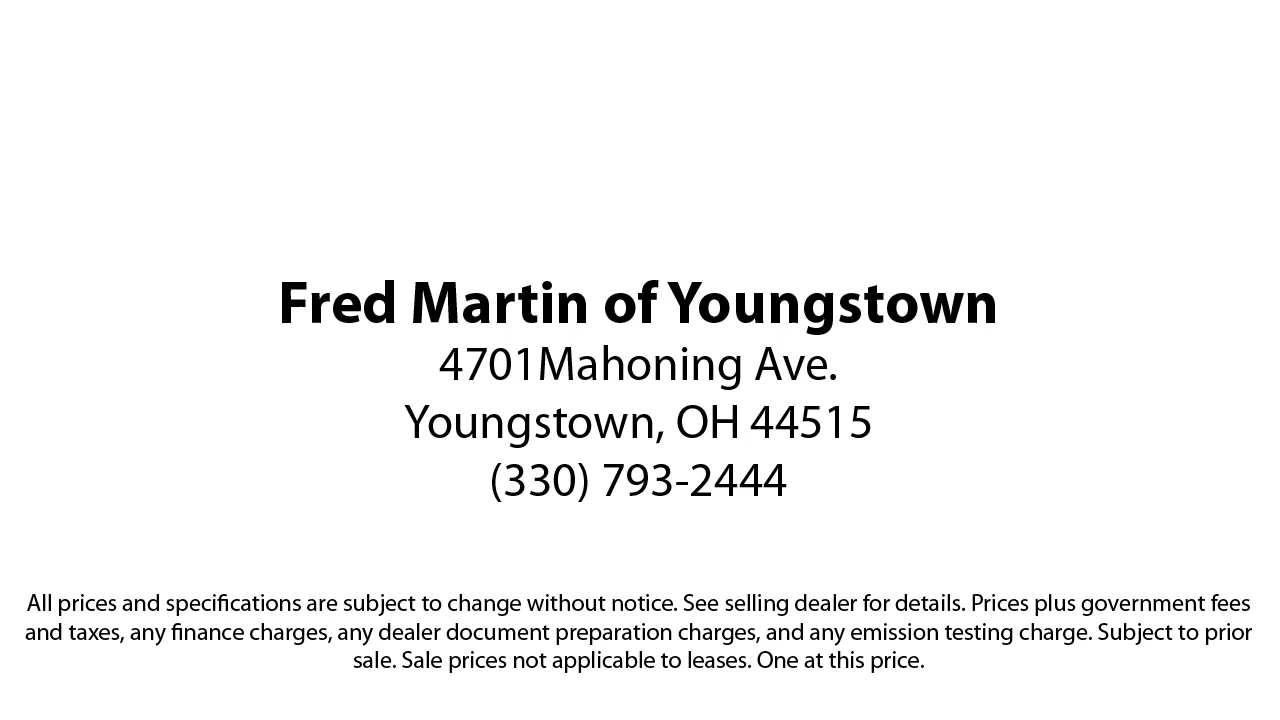 Fred Martin of Youngstown
4701Mahoning Ave.
Youngstown, OH 44515
(330) 793-2444
All prices and specifications are subject to change without notice. See selling dealer for details. Prices plus government fees
and taxes, any finance charges, any dealer document preparation charges, and any emission testing charge. Subject to prior
sale. Sale prices not applicable to leases. One at this price.